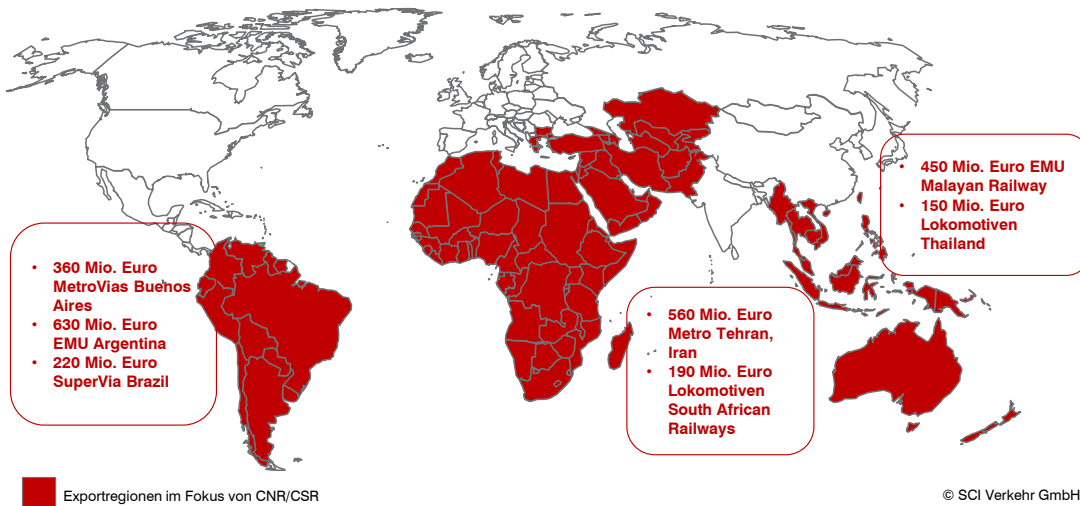 • 450 Mio. Euro EMU
Malayan Railway
• 150 Mio. Euro
Lokomotiven
Thailand
• 360 Mio. Euro
MetroVias Buenos
Aires
• 630 Mio. Euro
EMU Argentina
• 220 Mio. Euro
SuperVia Brazil
• 560 Mio. Euro
Metro Tehran,
Iran
• 190 Mio. Euro
Lokomotiven
South African
Railways
Exportregionen im Fokus von CNR/CSR
© SCI Verkehr GmbH